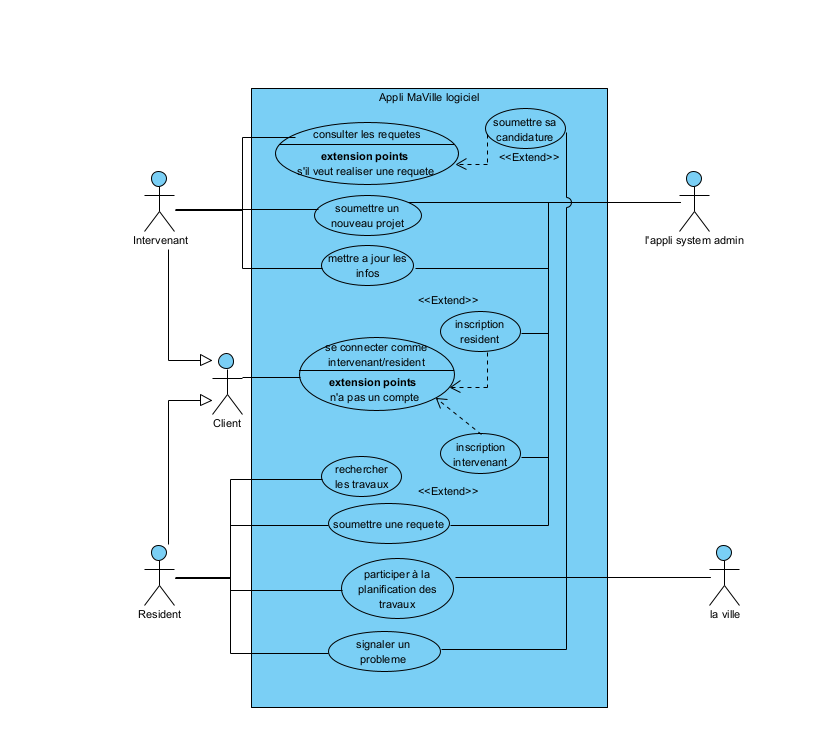 Appli MaVille logiciel
consulter les requetes
extension points
s'il veut realiser une requete
soumettre sa
candidature
<<Extend>>
Intervenant
soumettre un
nouveau projet
l'appli system admin
mettre a jour les
infos
<<Extend>>
inscription
resident
se connecter comme
intervenant/resident
extension points
n'a pas un compte
Client
inscription
intervenant
rechercher
les travaux
<<Extend>>
soumettre une requete
participer à la
planification des
travaux
Resident
la ville
signaler un
probleme